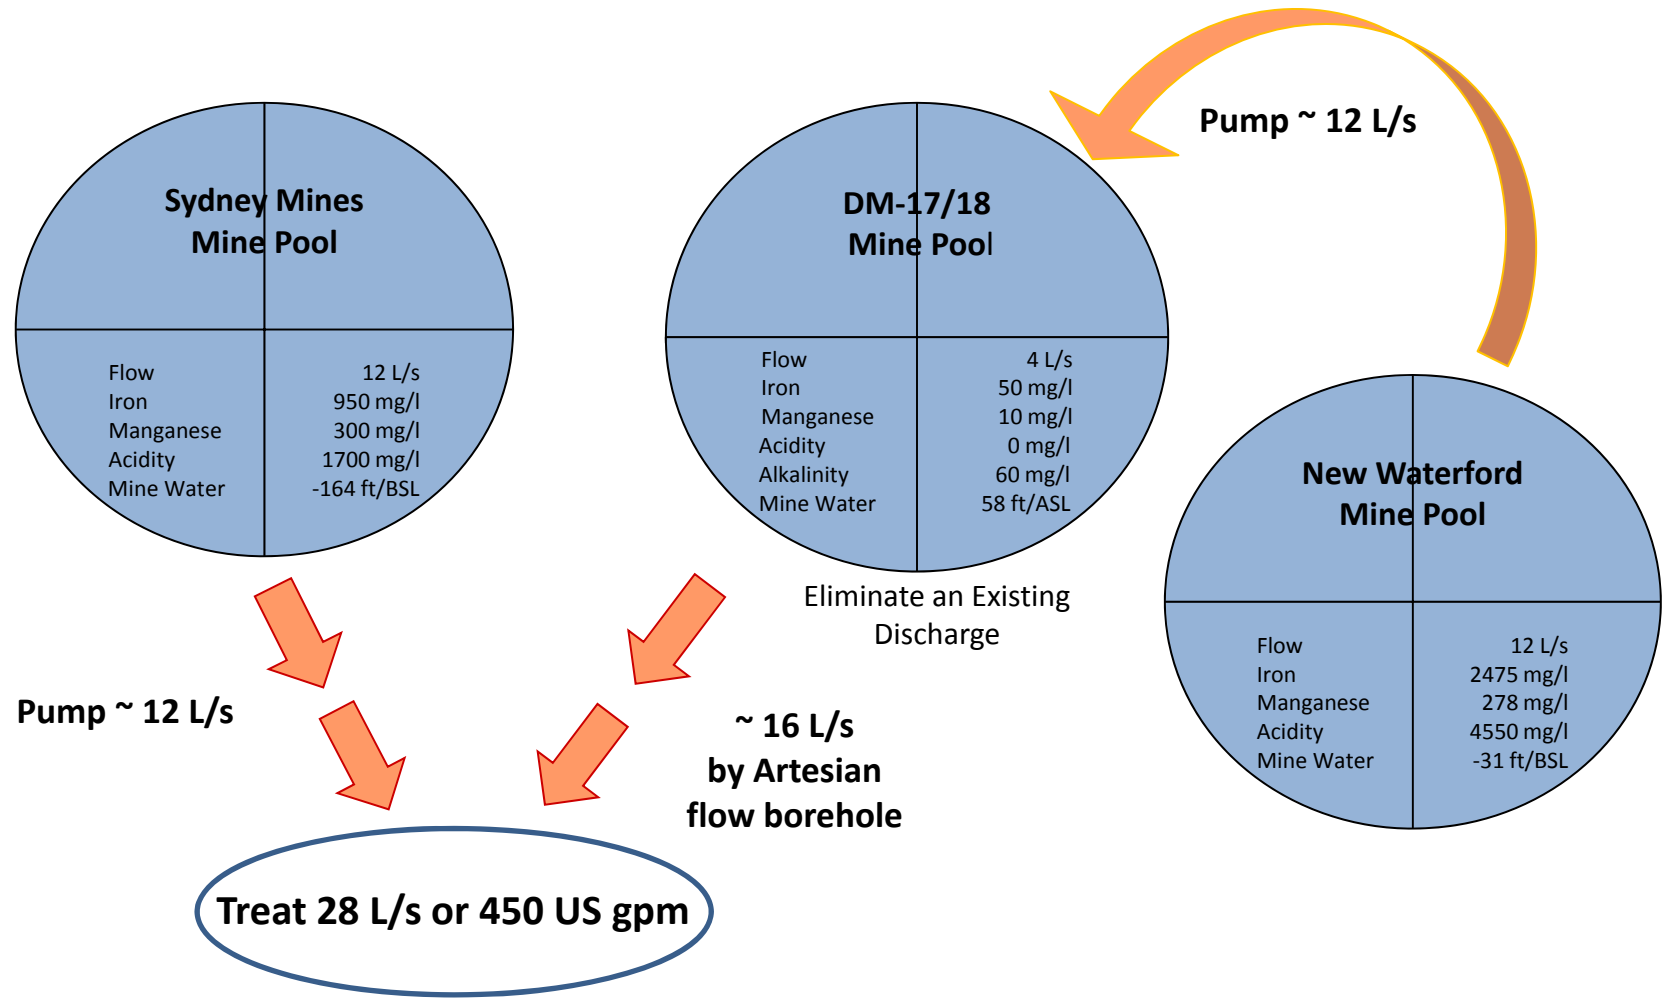 Pump ~ 12 L/s
Sydney Mines
Mine Pool
Flow 12 L/s
Iron 950 mg/l
Manganese 300 mg/l
Acidity 1700 mg/l
Mine Water -164 ft/BSL
DM-17/18
Mine Pool
Flow 4 L/s
Iron 50 mg/l
Manganese 10 mg/l
Acidity 0 mg/l
Alkalinity 60 mg/l
Mine Water 58 ft/ASL
Eliminate an Existing
Discharge
New Waterford
Mine Pool
Flow 12 L/s
Iron 2475 mg/l
Manganese 278 mg/l
Acidity 4550 mg/l
Mine Water -31 ft/BSL
Pump ~ 12 L/s
~ 16 L/s
by Artesian
flow borehole
Treat 28 L/s or 450 US gpm